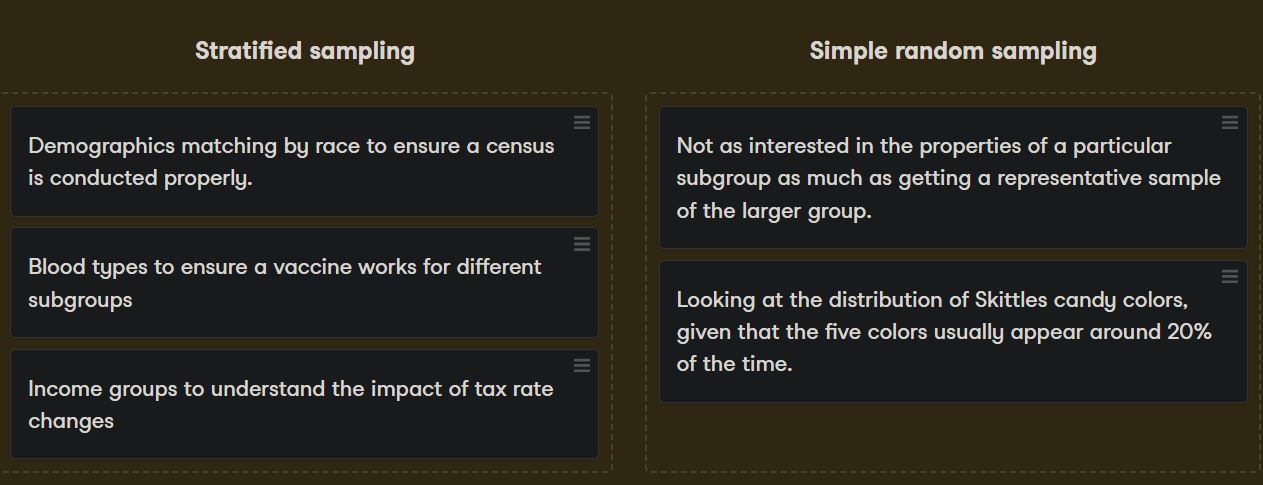 Stratified sampling
Demographics matching by race to ensure a census
is conducted properly.
Blood types to ensure a vaccine works for different
subgroups
Income groups to understand the impact of tax rate
changes
Simple random sampling
Not as interested in the properties of a particular
subgroup as much as getting a representative sample
of the larger group.
Looking at the distribution of Skittles candy colors,
given that the five colors usually appear around 20%
of the time.